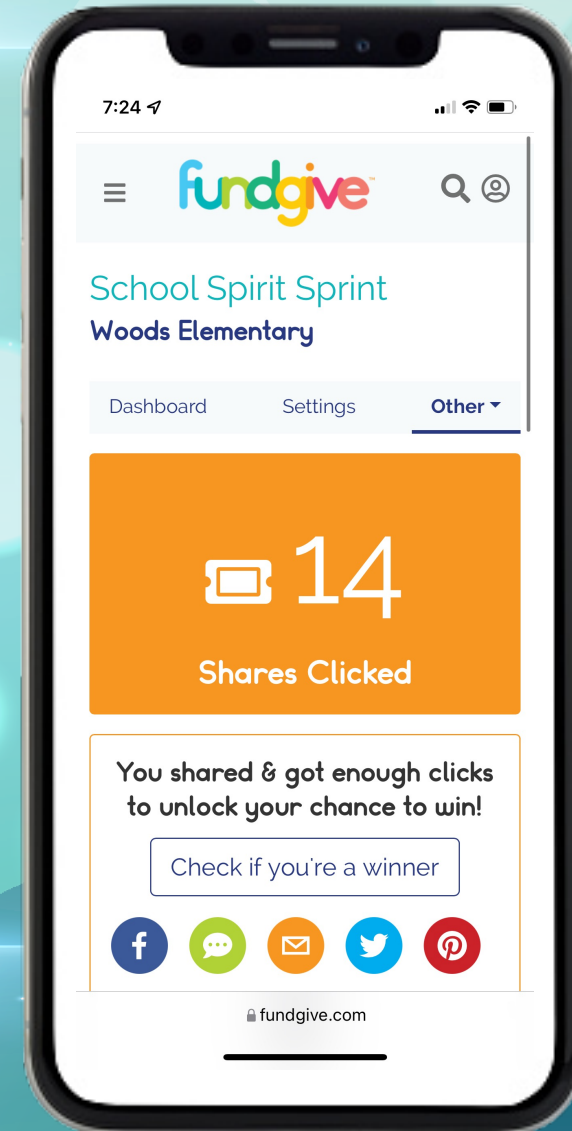 7:24
fundgive™
School Spirit Sprint
Woods Elementary
Dashboard Settings Other
14
Shares Clicked
You shared & got enough clicks
to unlock your chance to win!
Check if you're a winner
fundgive.com